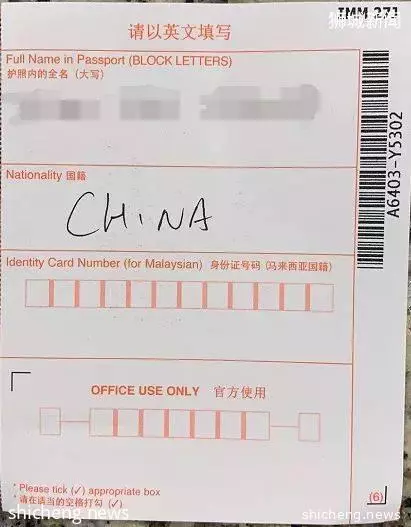 IMM 271
狮城新闻
请以英文填写
Full Name in Passport (BLOCK LETTERS)
护照内的全名（大写）
A6403-Y5302
Nationality 国籍
CHINA
Identity Card Number (for Malaysian) 身份证号码 (马来西亚国籍)
OFFICE USE ONLY 官方使用
* Please tick (✓) appropriate box
* 请在适当的空格打勾 (✓)
(6)
shicheng.news
shicheng.news